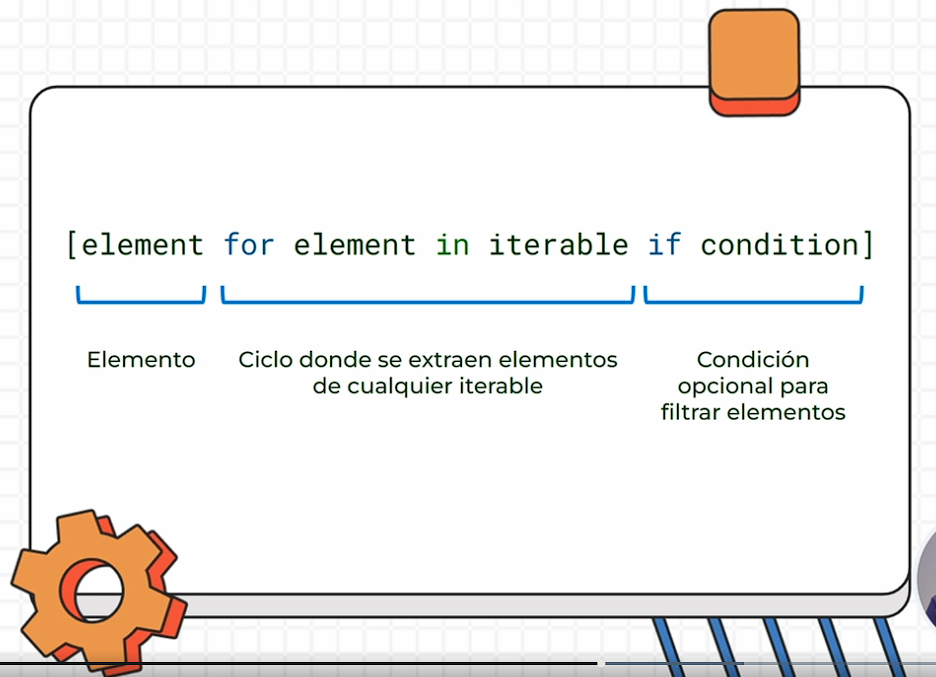 [element for element in iterable if condition]
Elemento
Ciclo donde se extraen elementos
de cualquier iterable
Condición
opcional para
filtrar elementos